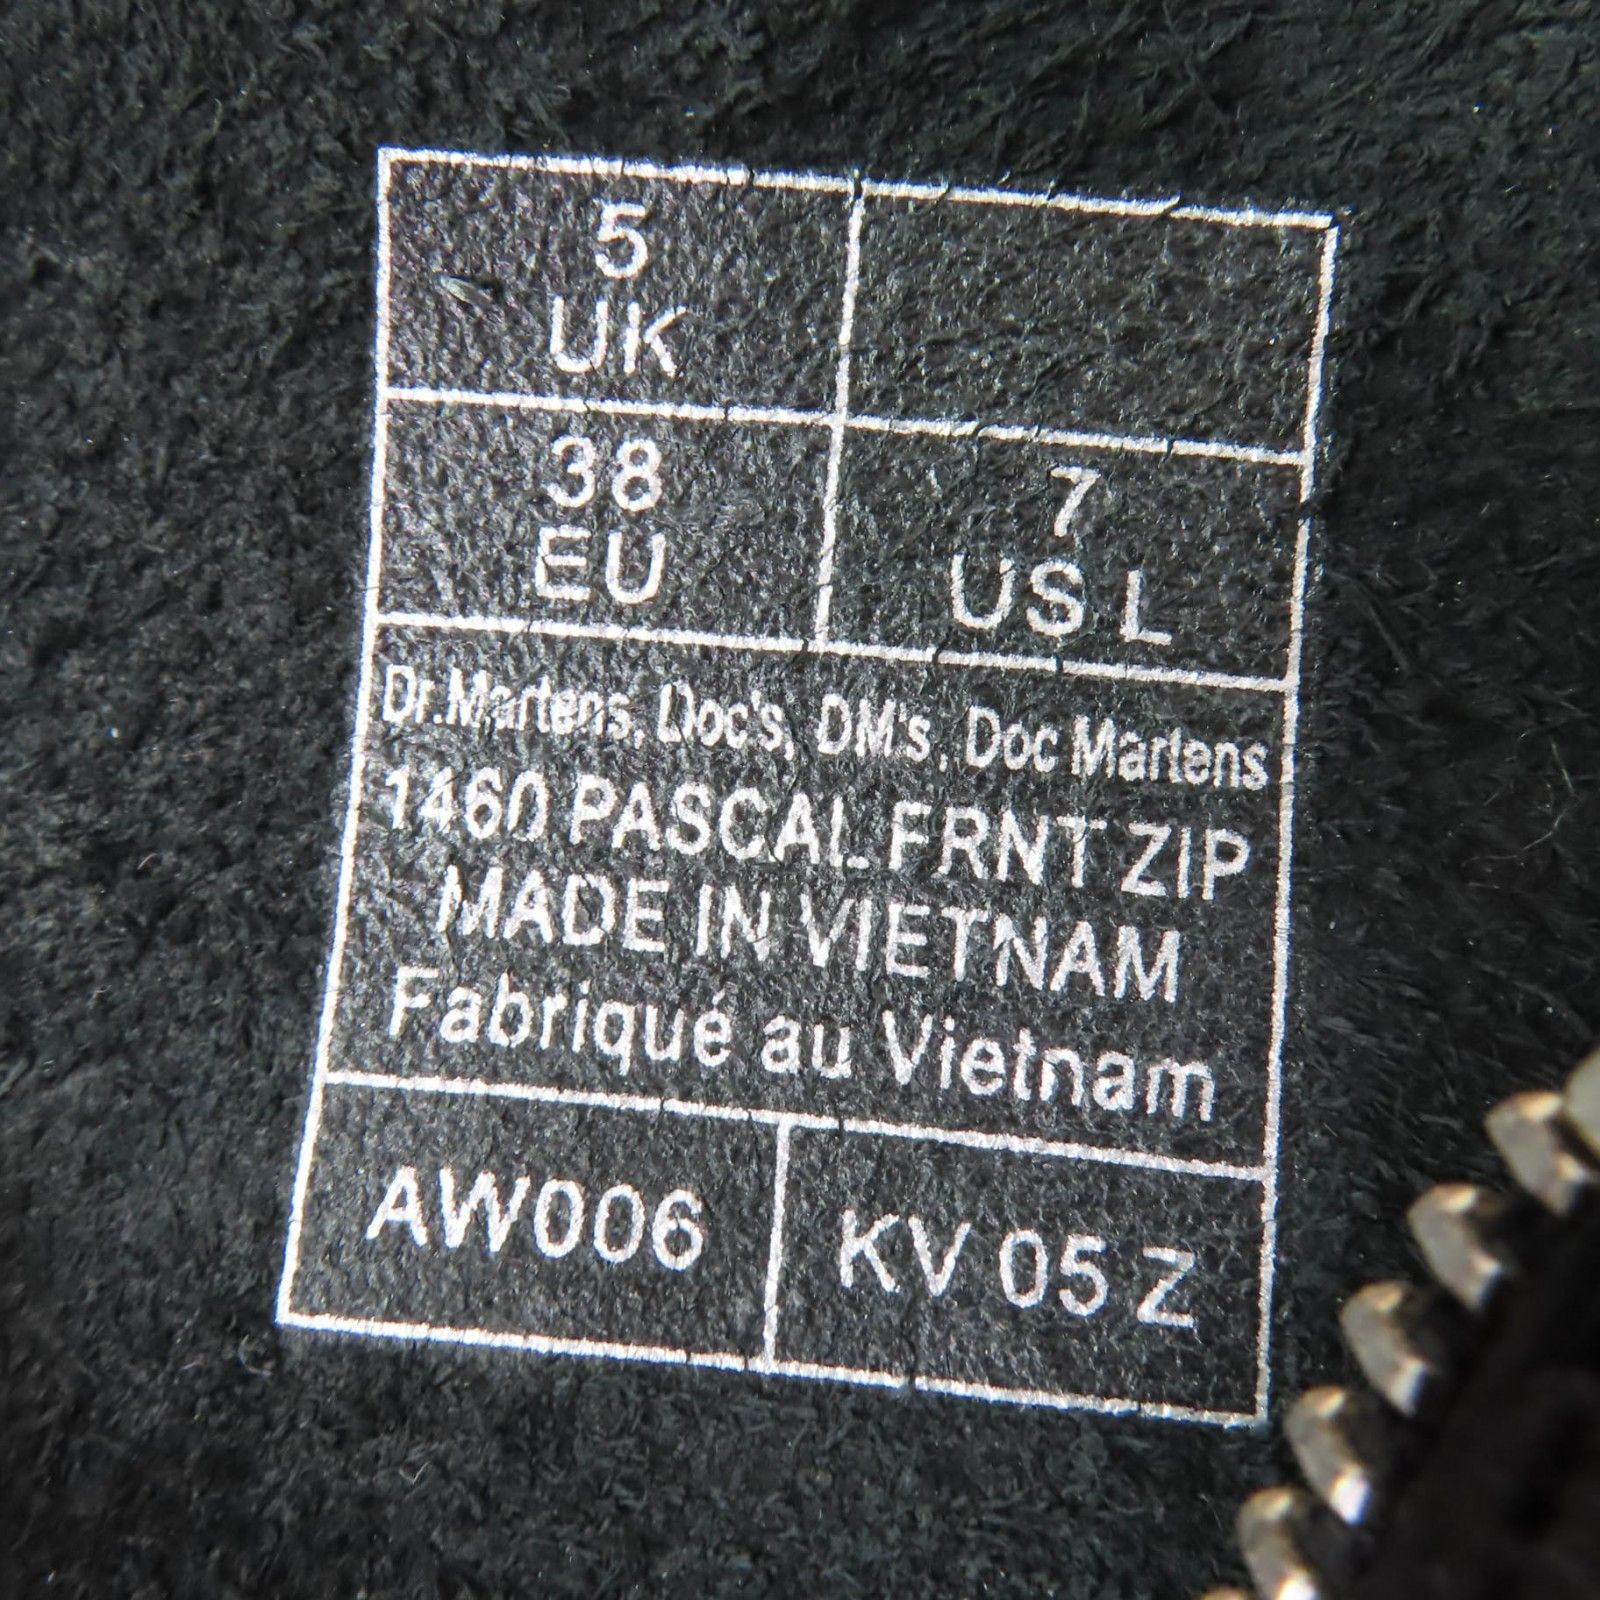 5
UK
38
EU
7
US L
Dr.Martens, Doc's, DM's, Doc Martens
1460 PASCAL FRNT ZIP
MADE IN VIETNAM
Fabriqué au Vietnam
AW006
KV 05 Z